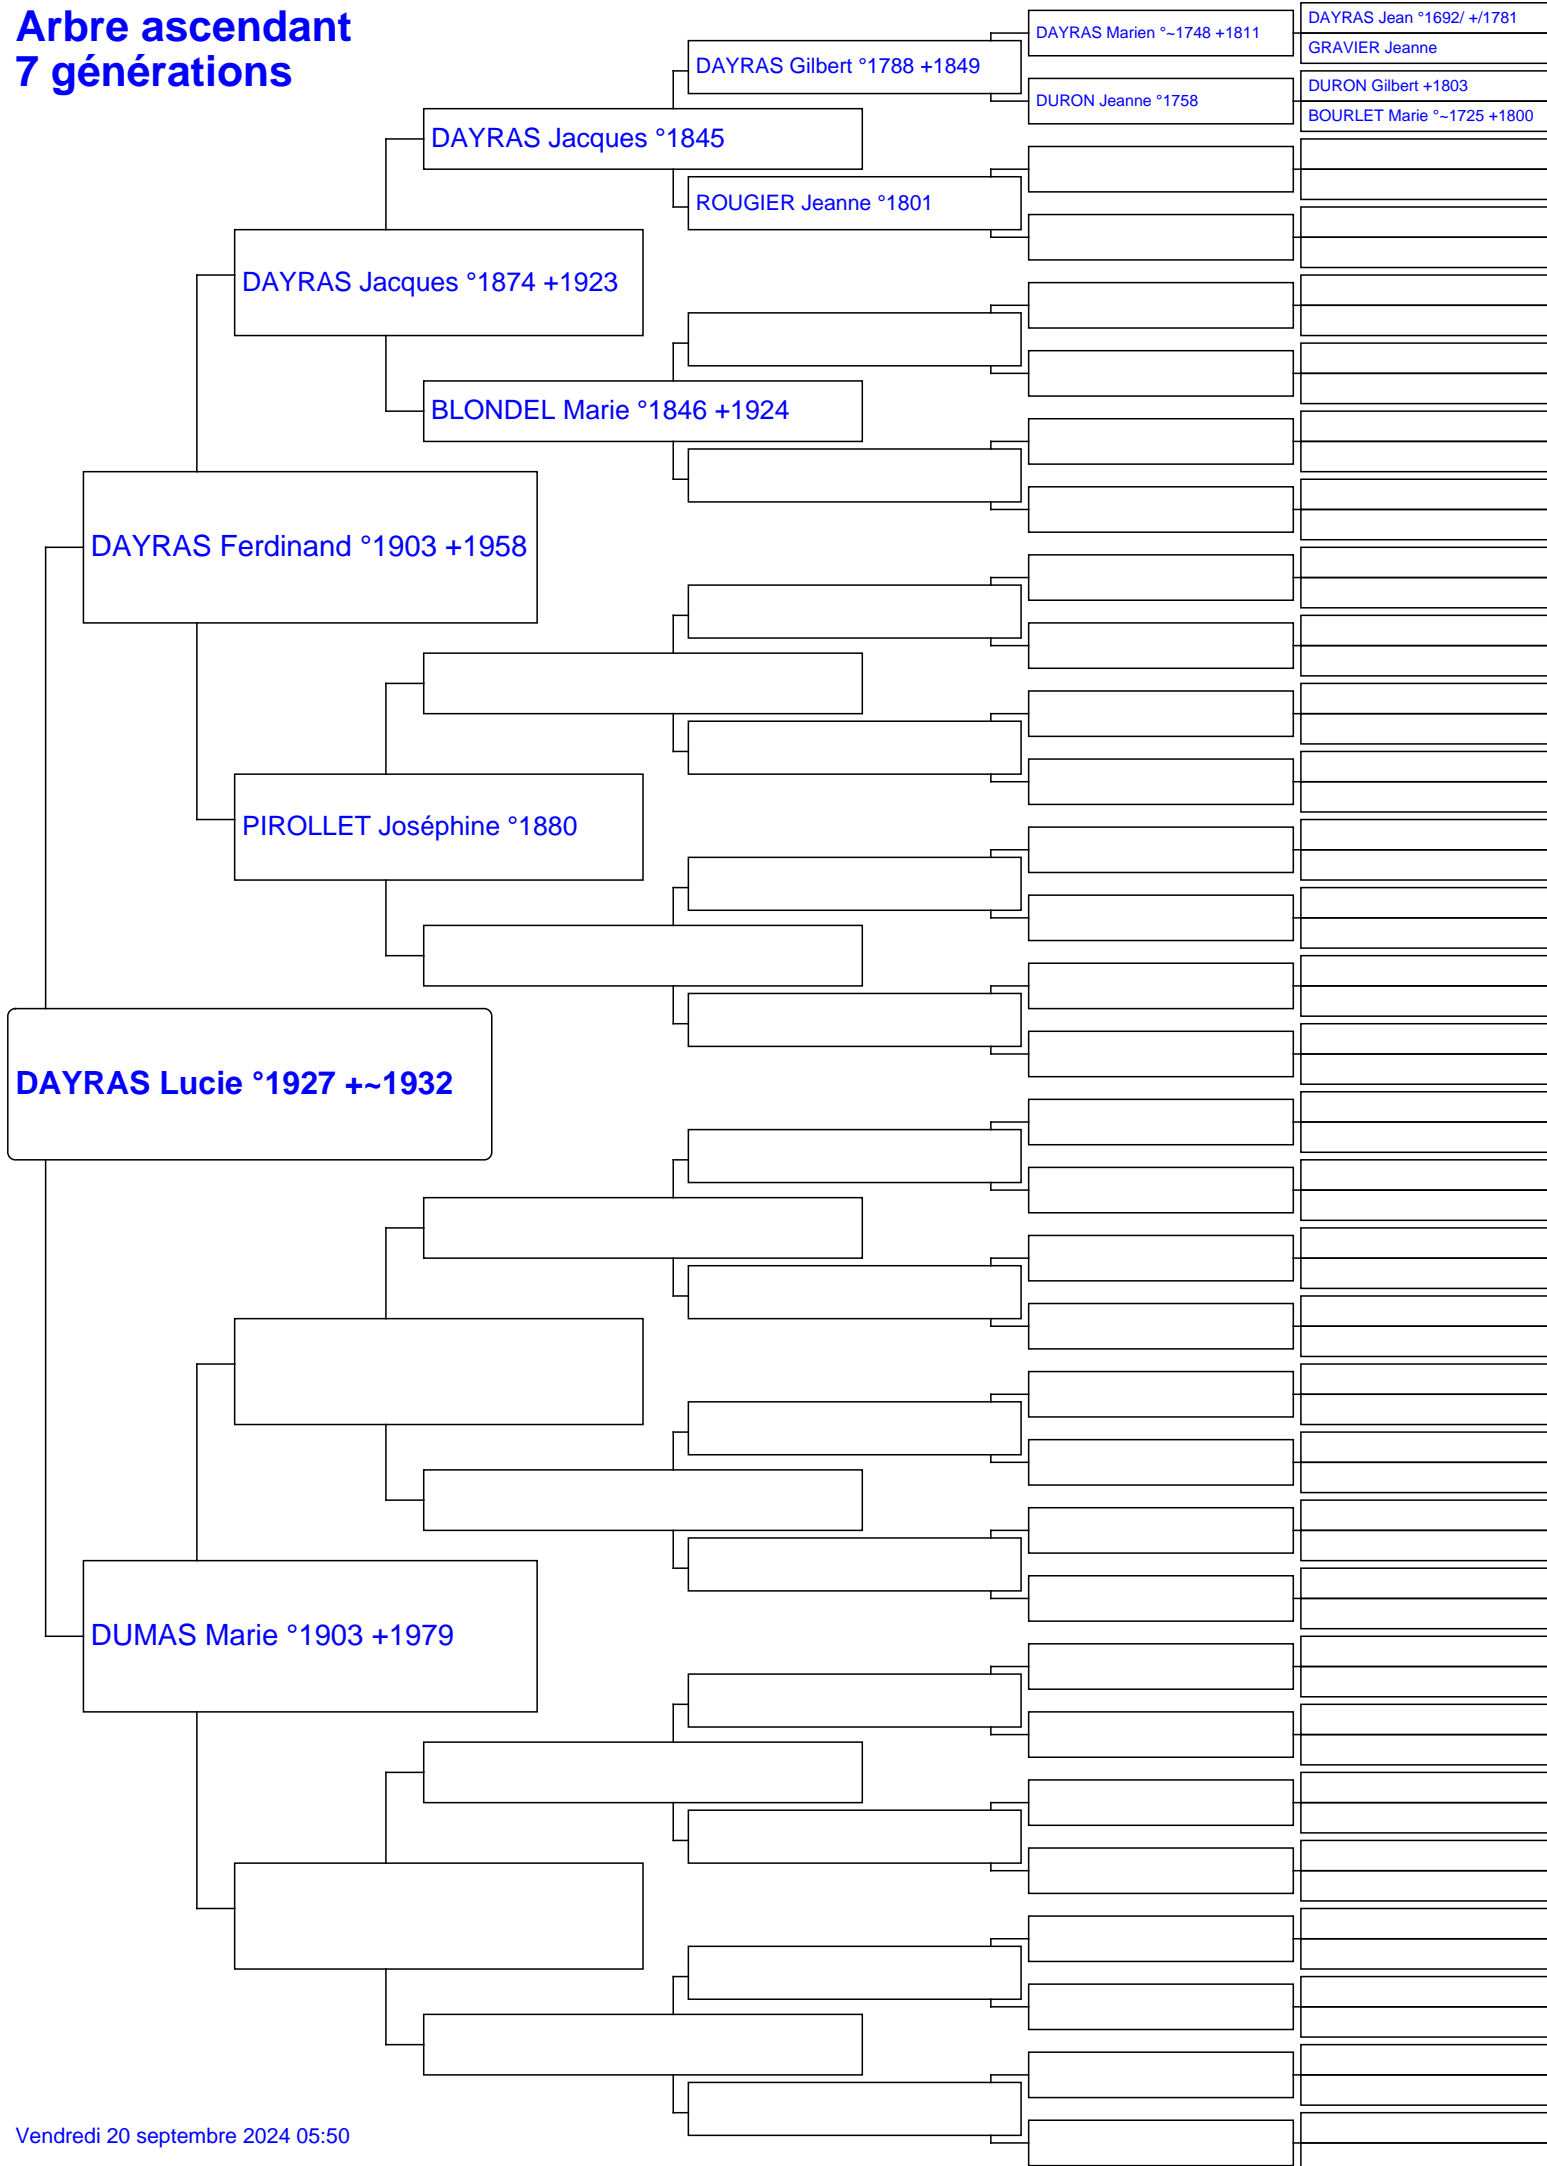 Arbre ascendant
7 générations
DAYRAS Jean °1692/ +/1781
DAYRAS Marien °~1748 +1811
GRAVIER Jeanne
DAYRAS Gilbert °1788 +1849
DURON Gilbert +1803
DURON Jeanne °1758
BOURLET Marie °~1725 +1800
DAYRAS Jacques °1845
ROUGIER Jeanne °1801
DAYRAS Jacques °1874 +1923
BLONDEL Marie °1846 +1924
DAYRAS Ferdinand °1903 +1958
PIROLLET Joséphine °1880
DAYRAS Lucie °1927 +~1932
DUMAS Marie °1903 +1979
Vendredi 20 septembre 2024 05:50